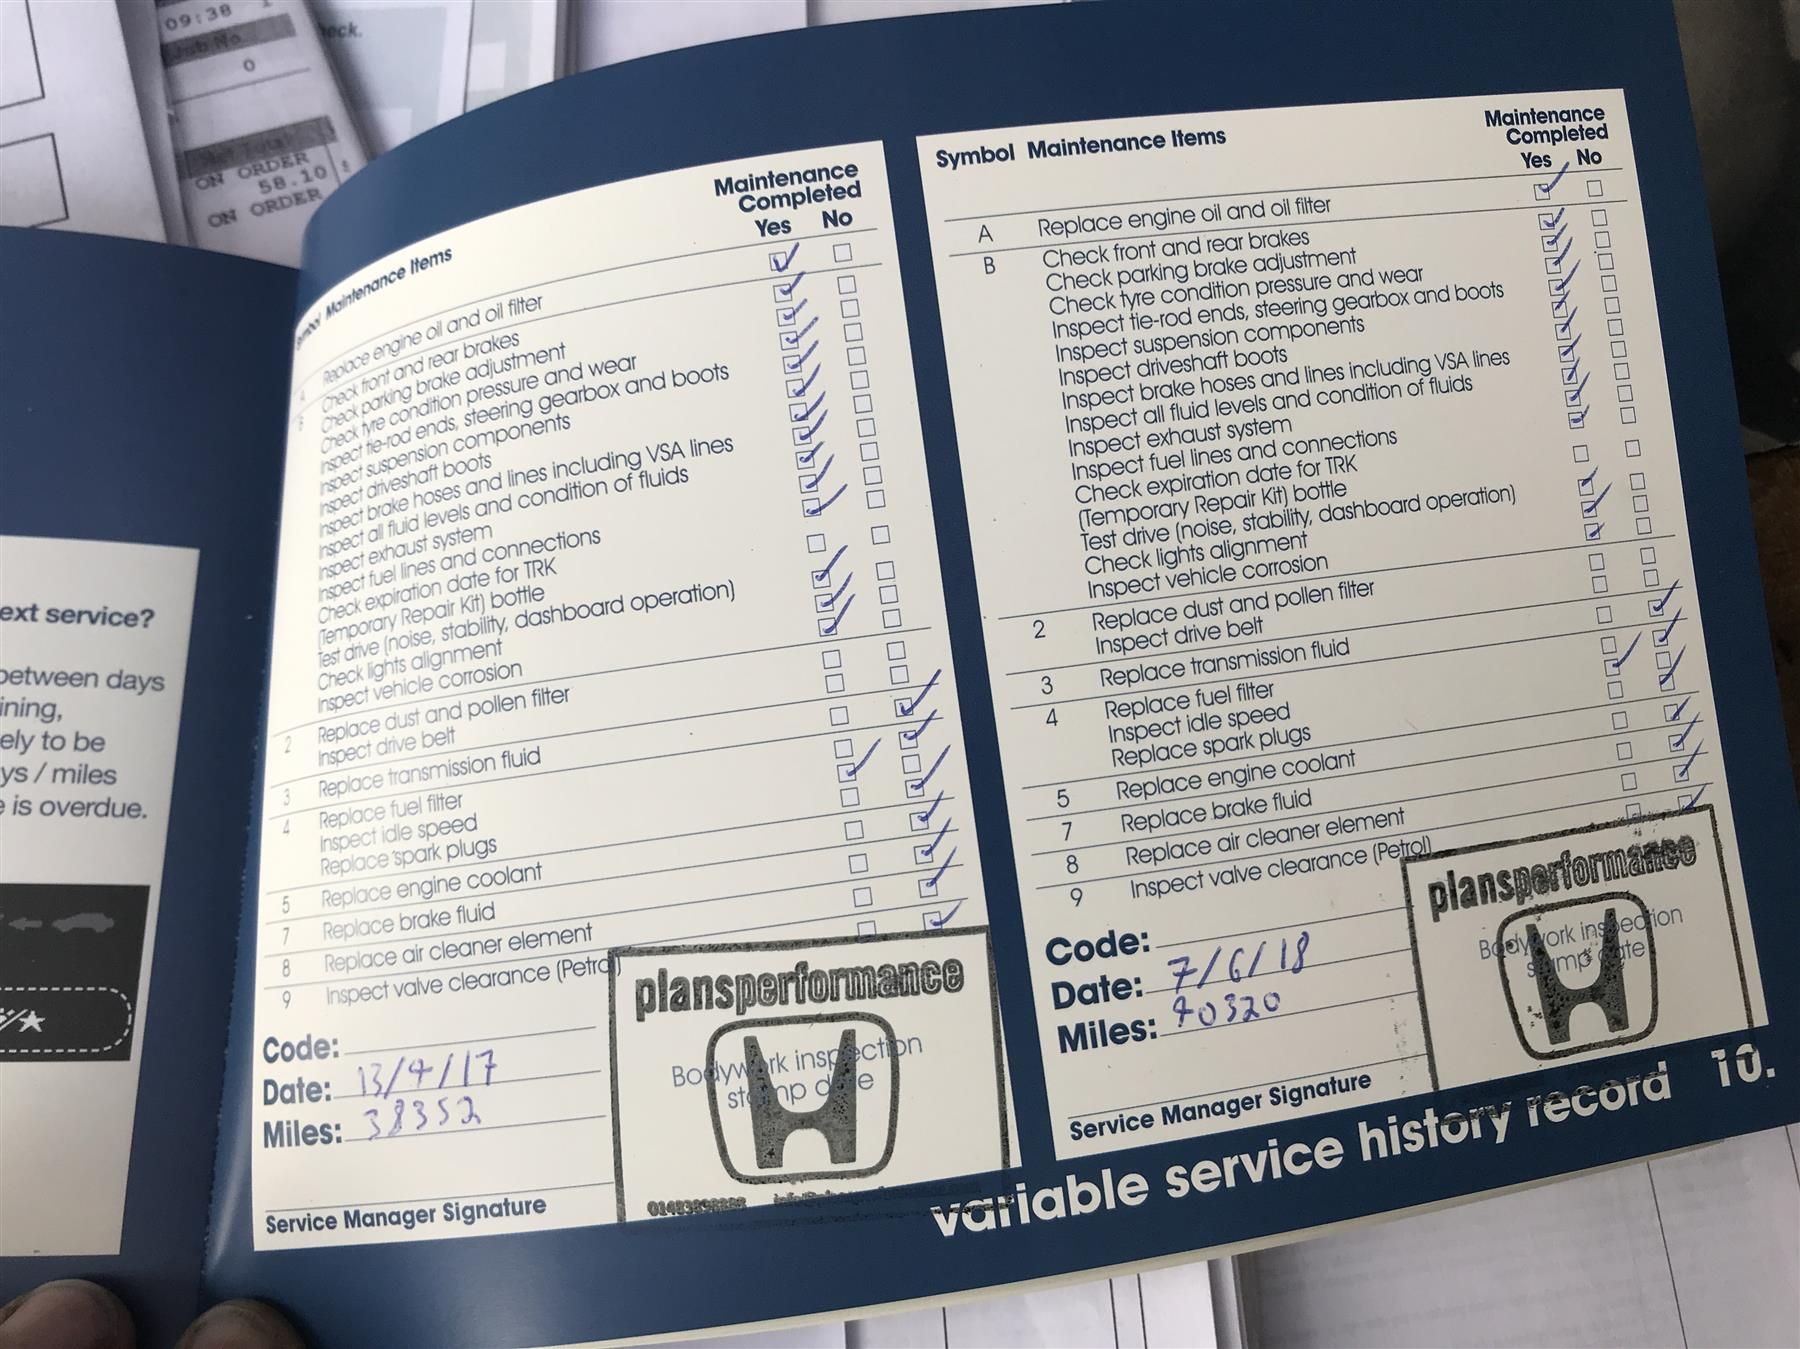 09:38
Job No.
0
ON ORDER
58.10
ON ORDER
eck.
ext service?
between days
ining,
ely to be
ys / miles
e is overdue.
Symbol Maintenance Items
Maintenance
Completed
Yes No
A Replace engine oil and oil filter
B Check front and rear brakes
Check parking brake adjustment
Check tyre condition pressure and wear
Inspect tie-rod ends, steering gearbox and boots
Inspect suspension components
Inspect driveshaft boots
Inspect brake hoses and lines including VSA lines
Inspect all fluid levels and condition of fluids
Inspect exhaust system
Inspect fuel lines and connections
Check expiration date for TRK
(Temporary Repair Kit) bottle
Test drive (noise, stability, dashboard operation)
Check lights alignment
Inspect vehicle corrosion
2 Replace dust and pollen filter
Inspect drive belt
3 Replace transmission fluid
4 Replace fuel filter
Inspect idle speed
Replace spark plugs
5 Replace engine coolant
7 Replace brake fluid
8 Replace air cleaner element
9 Inspect valve clearance (Petrol)
Code:
Date: 13/4/17
Miles: 38352
Service Manager Signature
plansperformance
Bodywork inspection
stamp date
Symbol Maintenance Items
Maintenance
Completed
Yes No
A Replace engine oil and oil filter
B Check front and rear brakes
Check parking brake adjustment
Check tyre condition pressure and wear
Inspect tie-rod ends, steering gearbox and boots
Inspect suspension components
Inspect driveshaft boots
Inspect brake hoses and lines including VSA lines
Inspect all fluid levels and condition of fluids
Inspect exhaust system
Inspect fuel lines and connections
Check expiration date for TRK
(Temporary Repair Kit) bottle
Test drive (noise, stability, dashboard operation)
Check lights alignment
Inspect vehicle corrosion
2 Replace dust and pollen filter
Inspect drive belt
3 Replace transmission fluid
4 Replace fuel filter
Inspect idle speed
Replace spark plugs
5 Replace engine coolant
7 Replace brake fluid
8 Replace air cleaner element
9 Inspect valve clearance (Petrol)
Code:
Date: 7/6/18
Miles: 40320
Service Manager Signature
plansperformance
Bodywork inspection
stamp date
variable service history record 10.